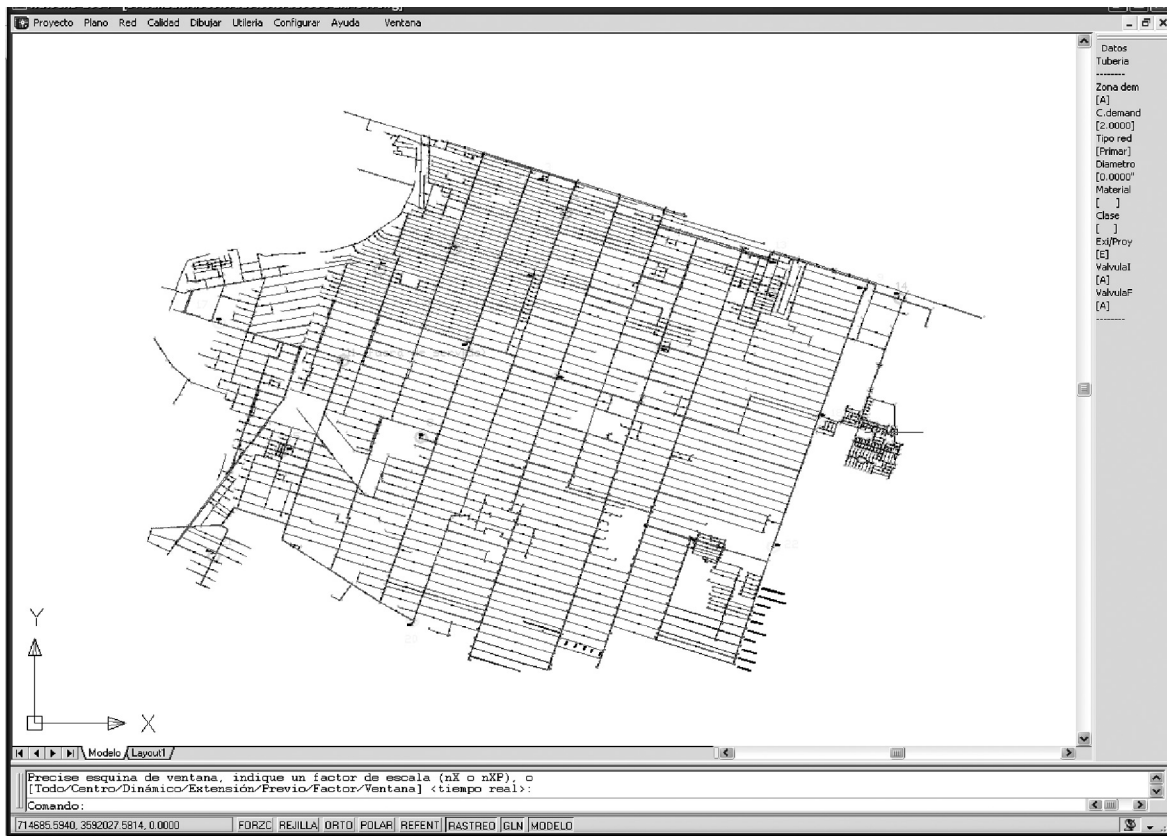 Proyecto Plano Red Calidad Dibujar Utileria Configurar Ayuda Ventana
Datos
Tuberia
--------
Zona dem
[A]
C.demand
[2.0000]
Tipo red
[Primar]
Diametro
[0.0000"
Material
[ ]
Clase
[ ]
Exi/Proy
[E]
ValvulaI
[A]
ValvulaF
[A]
--------
14
22
23
Y
X
Modelo Layout1
Precise esquina de ventana, indique un factor de escala (nX o nXP), o
[Todo/Centro/Dinámico/Extensión/Previo/Factor/Ventana] <tiempo real>:
Comando:
714685.5940, 3592027.5814, 0.0000 FORZC REJILLA ORTO POLAR REFENT RASTREO GLN MODELO